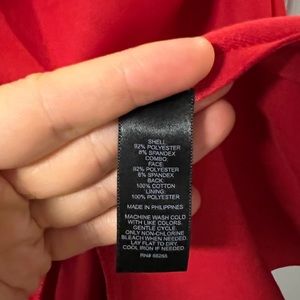 SHELL:
92% POLYESTER
8% SPANDEX
COMBO:
FACE:
92% POLYESTER
8% SPANDEX
BACK:
100% COTTON
LINING:
100% POLYESTER
MADE IN PHILIPPINES
MACHINE WASH COLD
WITH LIKE COLORS.
GENTLE CYCLE.
ONLY NON-CHLORINE
BLEACH WHEN NEEDED.
LAY FLAT TO DRY.
COOL IRON IF NEEDED.
RN#